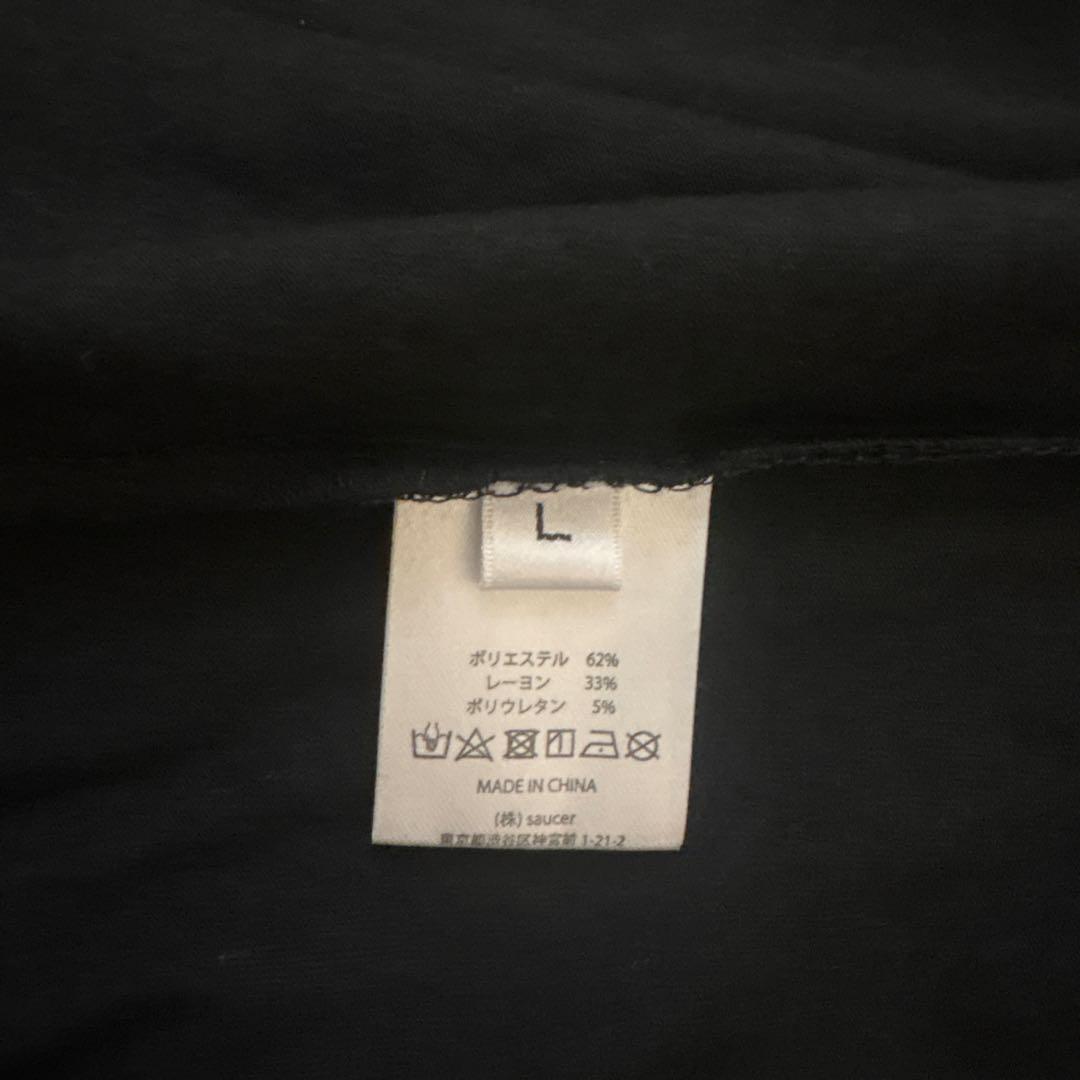 L
ポリエステル 62%
レーヨン 33%
ポリウレタン 5%
MADE IN CHINA
(株) saucer
東京都渋谷区神宮前 1-21-2